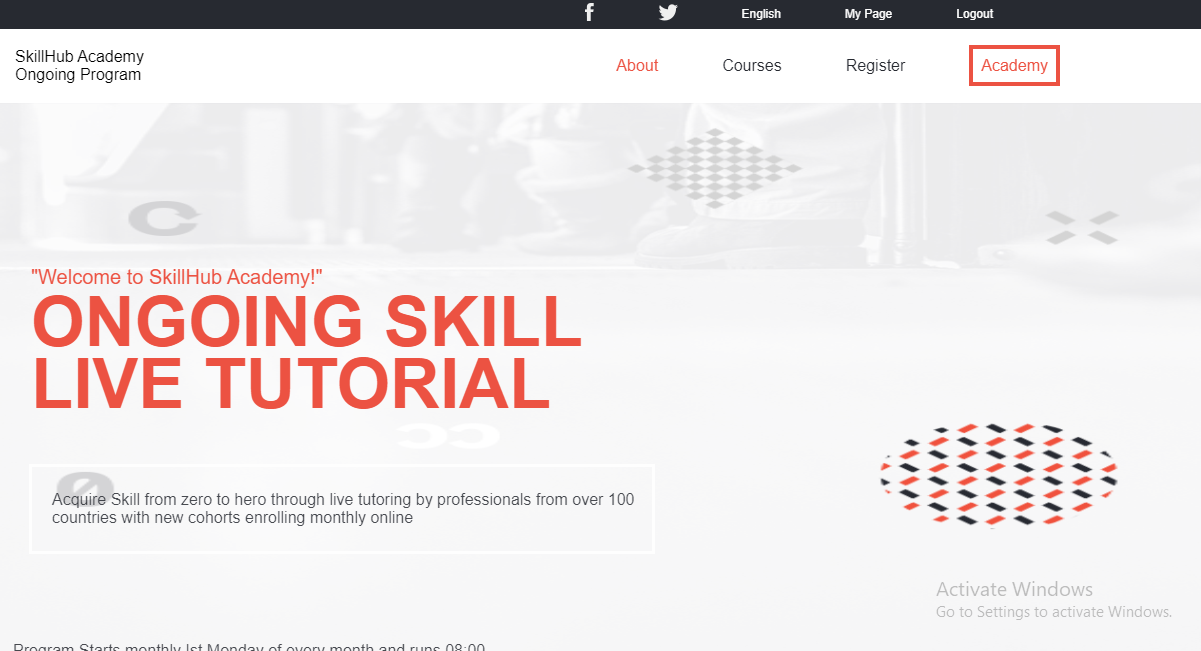 English My Page Logout
SkillHub Academy
Ongoing Program
About Courses Register Academy
"Welcome to SkillHub Academy!"
ONGOING SKILL
LIVE TUTORIAL
Acquire Skill from zero to hero through live tutoring by professionals from over 100
countries with new cohorts enrolling monthly online
Activate Windows
Go to Settings to activate Windows.
Program Starts monthly Ist Monday of every month and runs 08:00